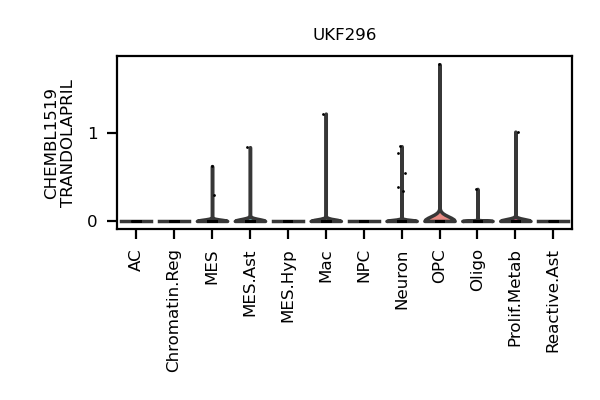 UKF296
CHEMBL1519
TRANDOLAPRIL
1
0
AC
Chromatin.Reg
MES
MES.Ast
MES.Hyp
Mac
NPC
Neuron
OPC
Oligo
Prolif.Metab
Reactive.Ast